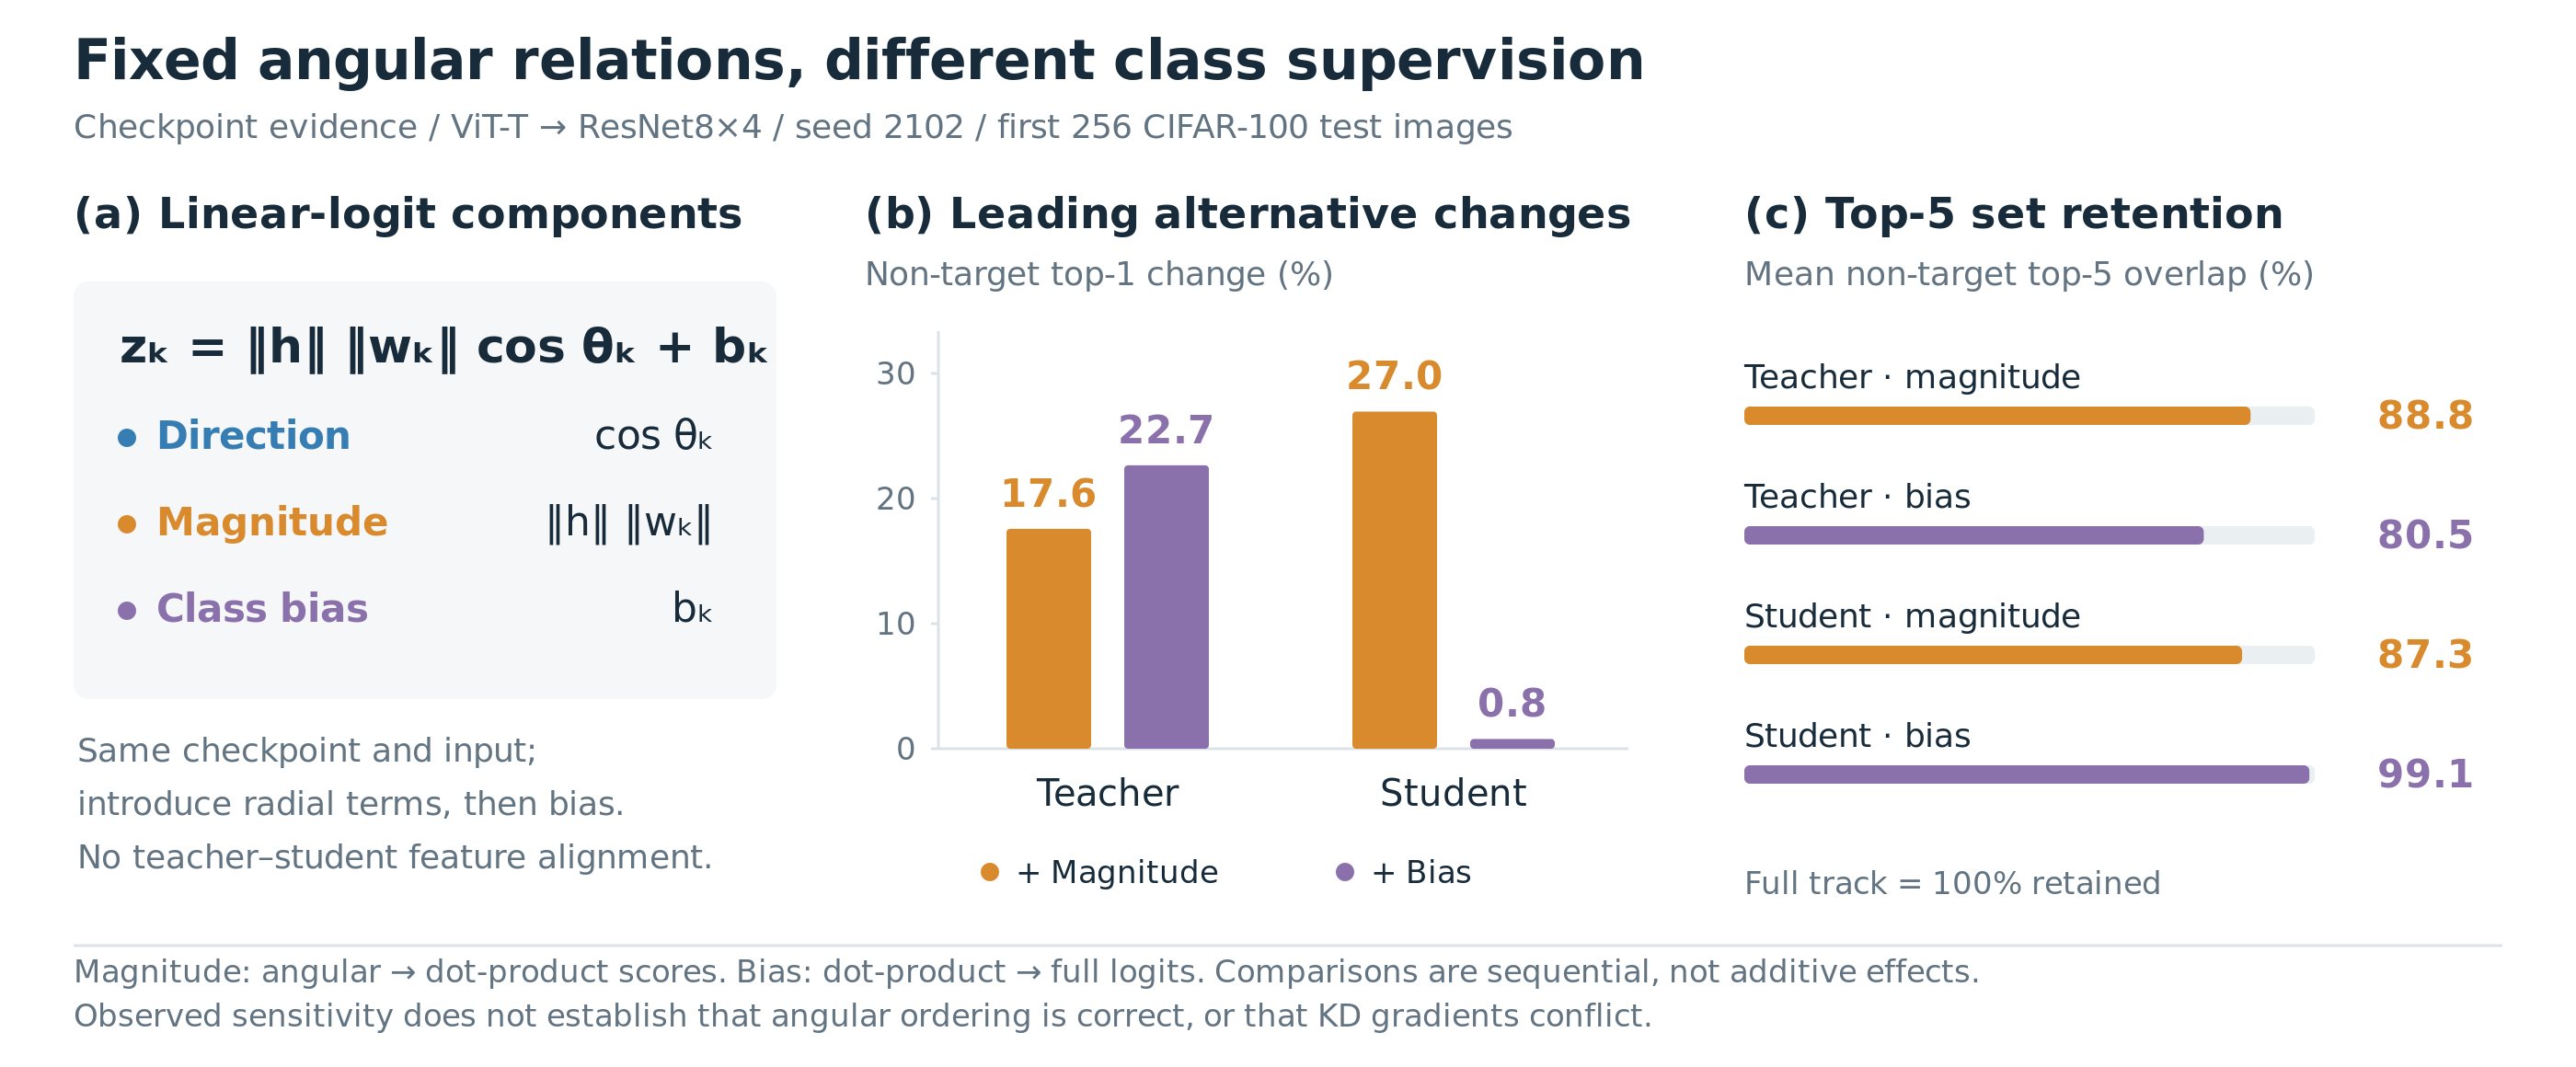 Fixed angular relations, different class supervision
Checkpoint evidence / ViT-T → ResNet8×4 / seed 2102 / first 256 CIFAR-100 test images
(a) Linear-logit components
zₖ = ‖h‖ ‖wₖ‖ cos θₖ + bₖ
Direction cos θₖ
Magnitude ‖h‖ ‖wₖ‖
Class bias bₖ
Same checkpoint and input;
introduce radial terms, then bias.
No teacher–student feature alignment.
(b) Leading alternative changes
Non-target top-1 change (%)
30
20
10
0
17.6
22.7
27.0
0.8
Teacher
Student
+ Magnitude
+ Bias
(c) Top-5 set retention
Mean non-target top-5 overlap (%)
Teacher · magnitude
88.8
Teacher · bias
80.5
Student · magnitude
87.3
Student · bias
99.1
Full track = 100% retained
Magnitude: angular → dot-product scores. Bias: dot-product → full logits. Comparisons are sequential, not additive effects.
Observed sensitivity does not establish that angular ordering is correct, or that KD gradients conflict.